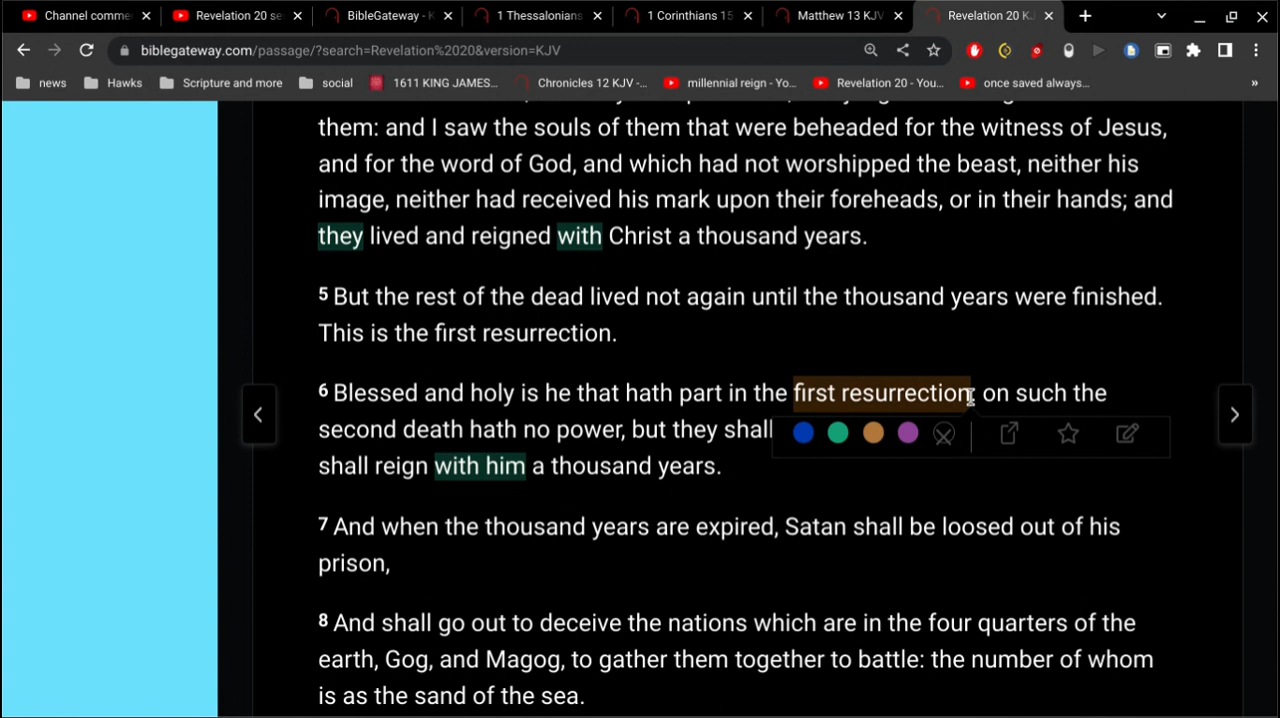 Channel comme
Revelation 20 se
BibleGateway - K
1 Thessalonians
1 Corinthians 15
Matthew 13 KJV
Revelation 20 KJ
biblegateway.com/passage/?search=Revelation%2020&version=KJV
news
Hawks
Scripture and more
social
1611 KING JAMES...
Chronicles 12 KJV -...
millennial reign - Yo...
Revelation 20 - You...
once saved always...
»
them: and I saw the souls of them that were beheaded for the witness of Jesus,
and for the word of God, and which had not worshipped the beast, neither his
image, neither had received his mark upon their foreheads, or in their hands; and
they lived and reigned with Christ a thousand years.
5 But the rest of the dead lived not again until the thousand years were finished.
This is the first resurrection.
6 Blessed and holy is he that hath part in the first resurrection: on such the
second death hath no power, but they shall
shall reign with him a thousand years.
7 And when the thousand years are expired, Satan shall be loosed out of his
prison,
8 And shall go out to deceive the nations which are in the four quarters of the
earth, Gog, and Magog, to gather them together to battle: the number of whom
is as the sand of the sea.